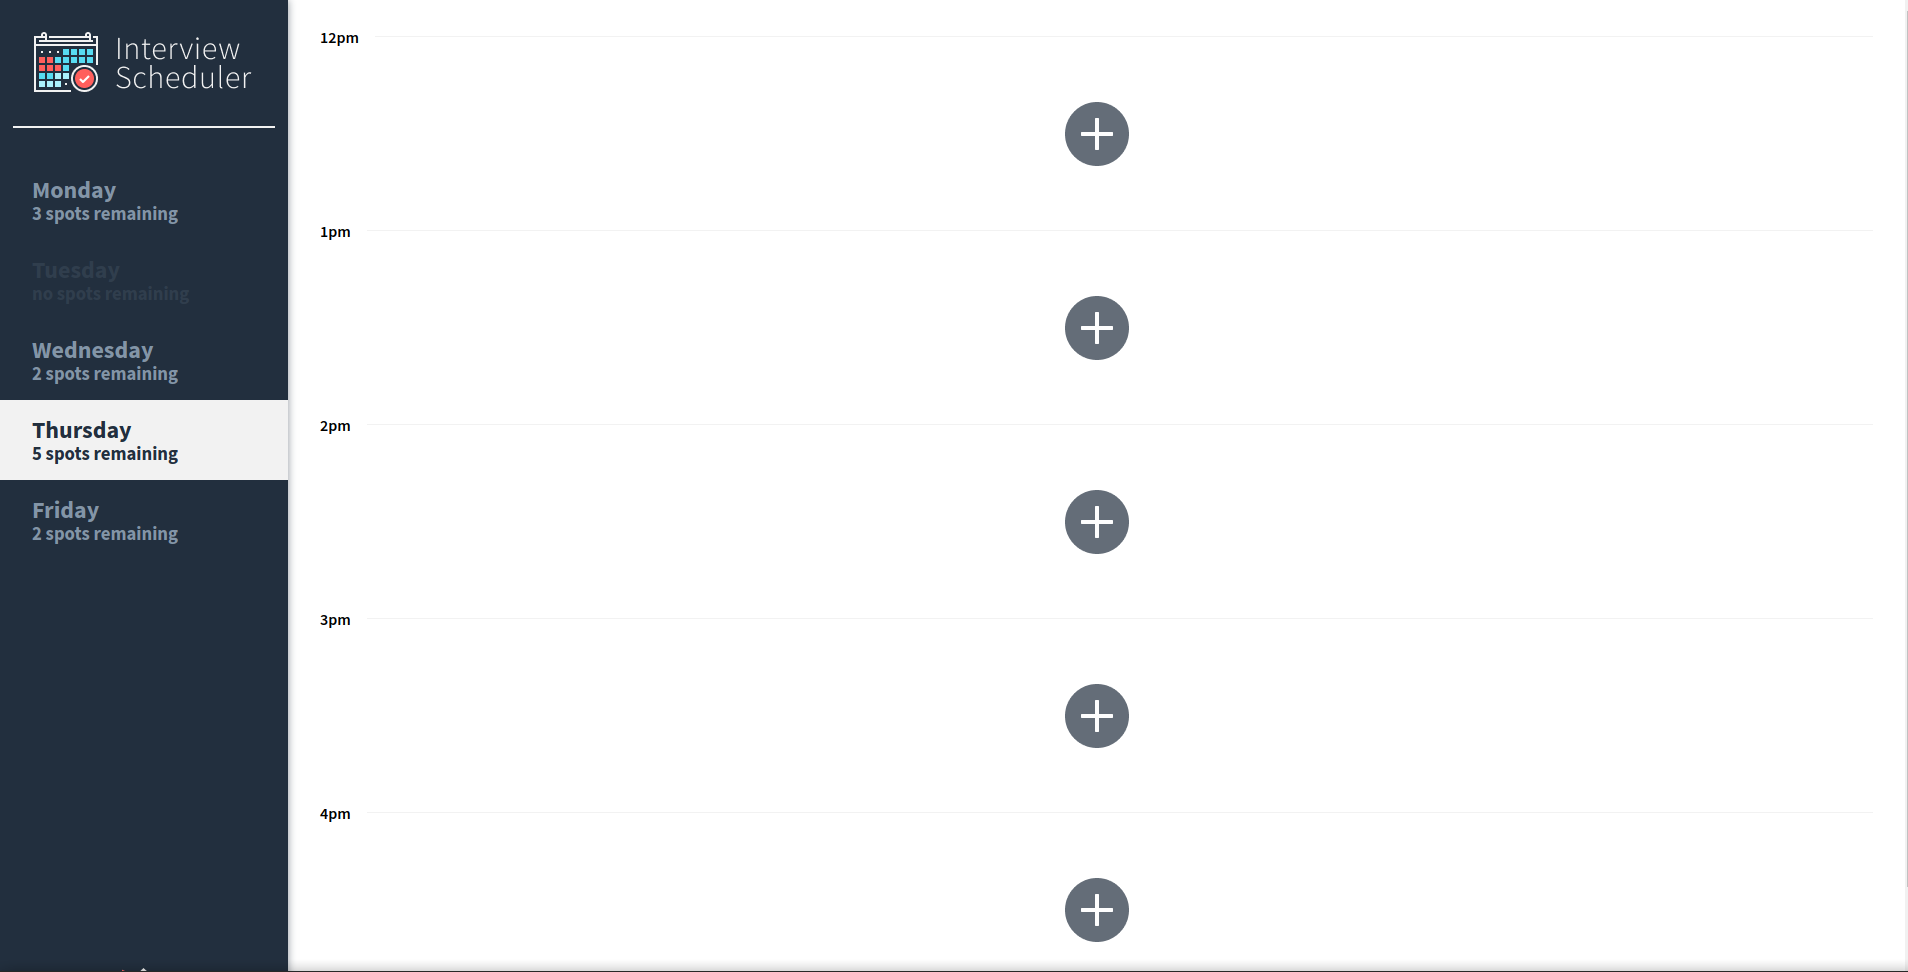 Interview
Scheduler
Monday
3 spots remaining
Tuesday
no spots remaining
Wednesday
2 spots remaining
Thursday
5 spots remaining
Friday
2 spots remaining
12pm
1pm
2pm
3pm
4pm